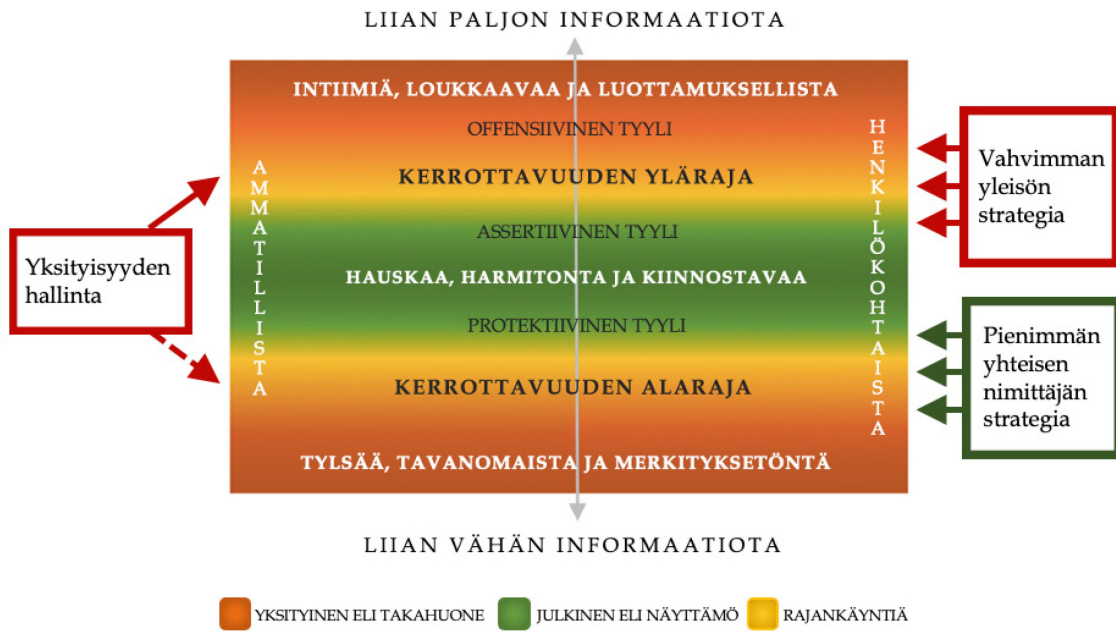 LIIAN PALJON INFORMAATIOTA
INTIIMIÄ, LOUKKAAVAA JA LUOTTAMUKSELLISTA
OFFENSIIVINEN TYYLI
KERROTTAVUUDEN YLÄRAJA
ASSERTIIVINEN TYYLI
HAUSKAA, HARMITONTA JA KIINNOSTAVAA
PROTEKTIIVINEN TYYLI
KERROTTAVUUDEN ALARAJA
TYLSÄÄ, TAVANOMAISTA JA MERKITYKSETÖNTÄ
AMMATILLISTA
HENKILÖKOHTAISTA
Yksityisyyden
hallinta
Vahvimman
yleisön
strategia
Pienimmän
yhteisen
nimittäjän
strategia
LIIAN VÄHÄN INFORMAATIOTA
YKSITYINEN ELI TAKAHUONE
JULKINEN ELI NÄYTTÄMÖ
RAJANKÄYNTIÄ